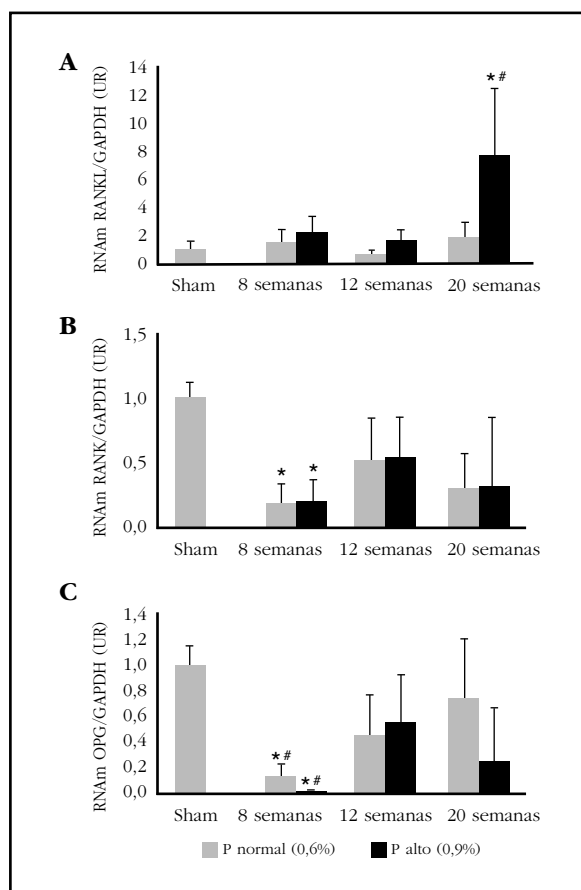 A
RNAm RANKL/GAPDH (UR)
14
12
10
8
6
4
2
0
* #
Sham 8 semanas 12 semanas 20 semanas
B
RNAm RANK/GAPDH (UR)
1,5
1,0
0,5
0,0
* *
Sham 8 semanas 12 semanas 20 semanas
C
RNAm OPG/GAPDH (UR)
1,4
1,2
1,0
0,8
0,6
0,4
0,2
0,0
*# *#
Sham 8 semanas 12 semanas 20 semanas
P normal (0,6%) P alto (0,9%)